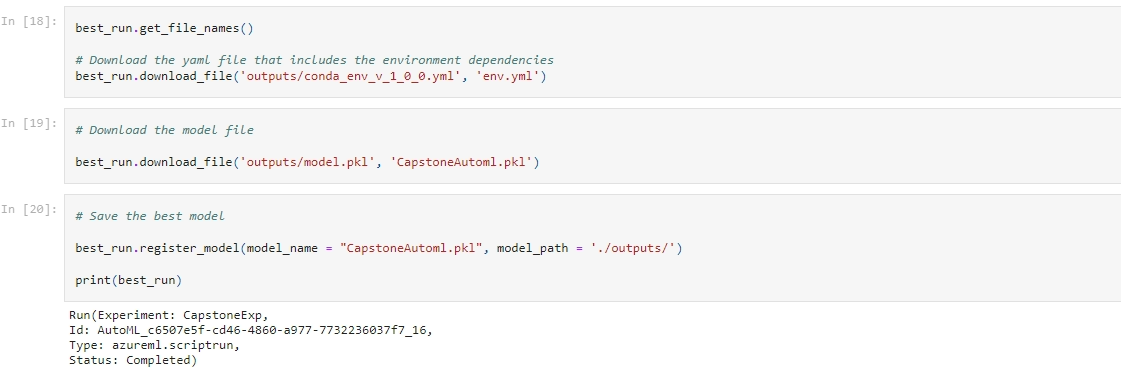 In [18]:
best_run.get_file_names()
# Download the yaml file that includes the environment dependencies
best_run.download_file('outputs/conda_env_v_1_0_0.yml', 'env.yml')
In [19]:
# Download the model file
best_run.download_file('outputs/model.pkl', 'CapstoneAutoml.pkl')
In [20]:
# Save the best model
best_run.register_model(model_name = "CapstoneAutoml.pkl", model_path = './outputs/')
print(best_run)
Run(Experiment: CapstoneExp,
Id: AutoML_c6507e5f-cd46-4860-a977-7732236037f7_16,
Type: azureml.scriptrun,
Status: Completed)